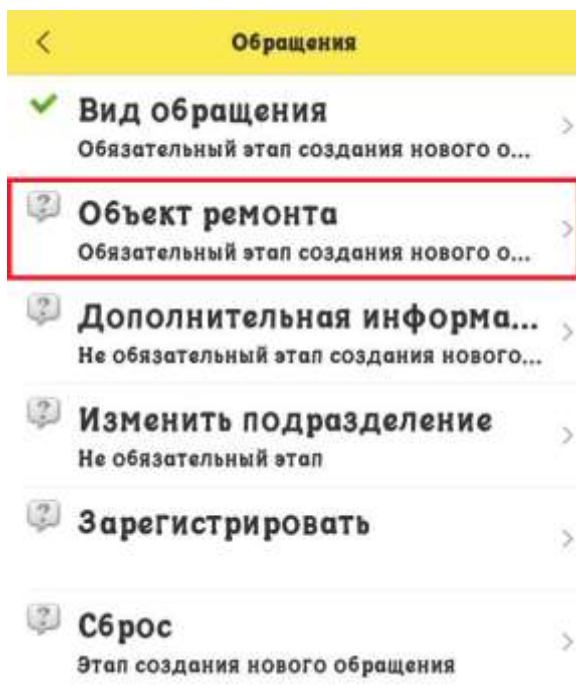 Обращения
Вид обращения
Обязательный этап создания нового о...
Объект ремонта
Обязательный этап создания нового о...
Дополнительная информа...
Не обязательный этап создания нового...
Изменить подразделение
Не обязательный этап
Зарегистрировать
Сброс
Этап создания нового обращения